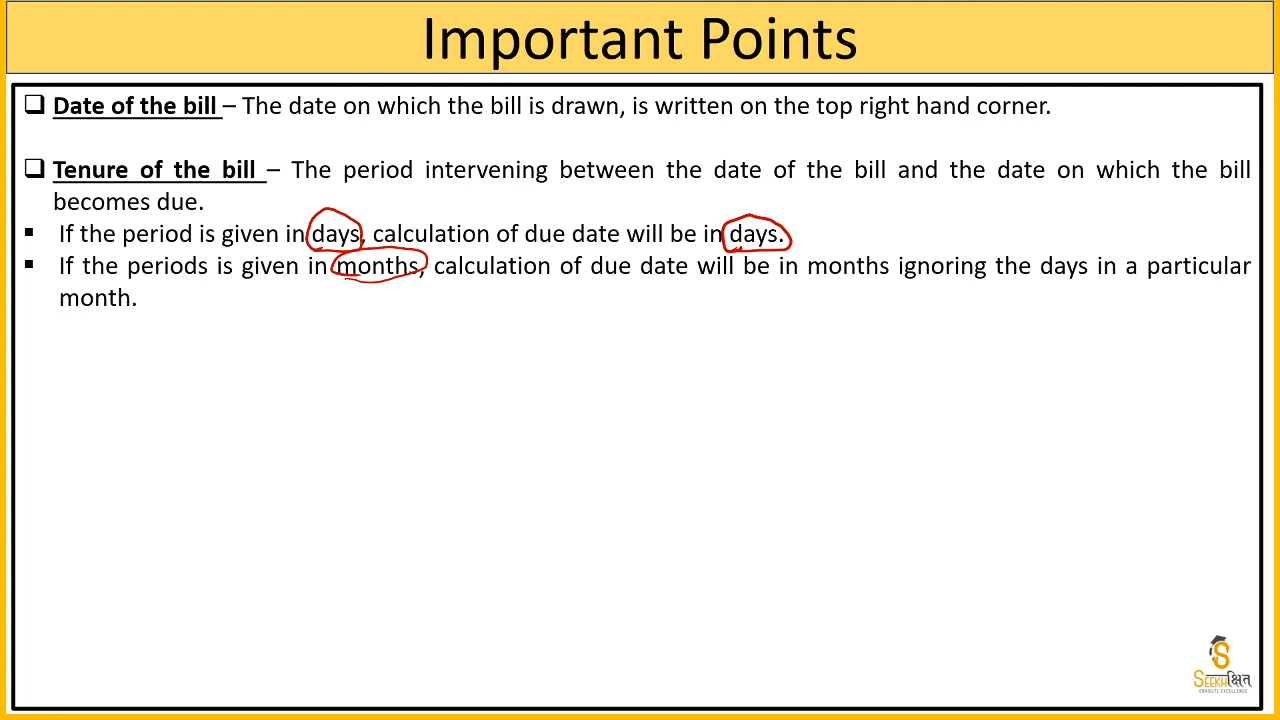 Important Points
❑ Date of the bill – The date on which the bill is drawn, is written on the top right hand corner.
❑ Tenure of the bill – The period intervening between the date of the bill and the date on which the bill
becomes due.
▪ If the period is given in days, calculation of due date will be in days.
▪ If the periods is given in months, calculation of due date will be in months ignoring the days in a particular
month.
S
SEEKHक्षित्
ENROUTE EXCELLENCE